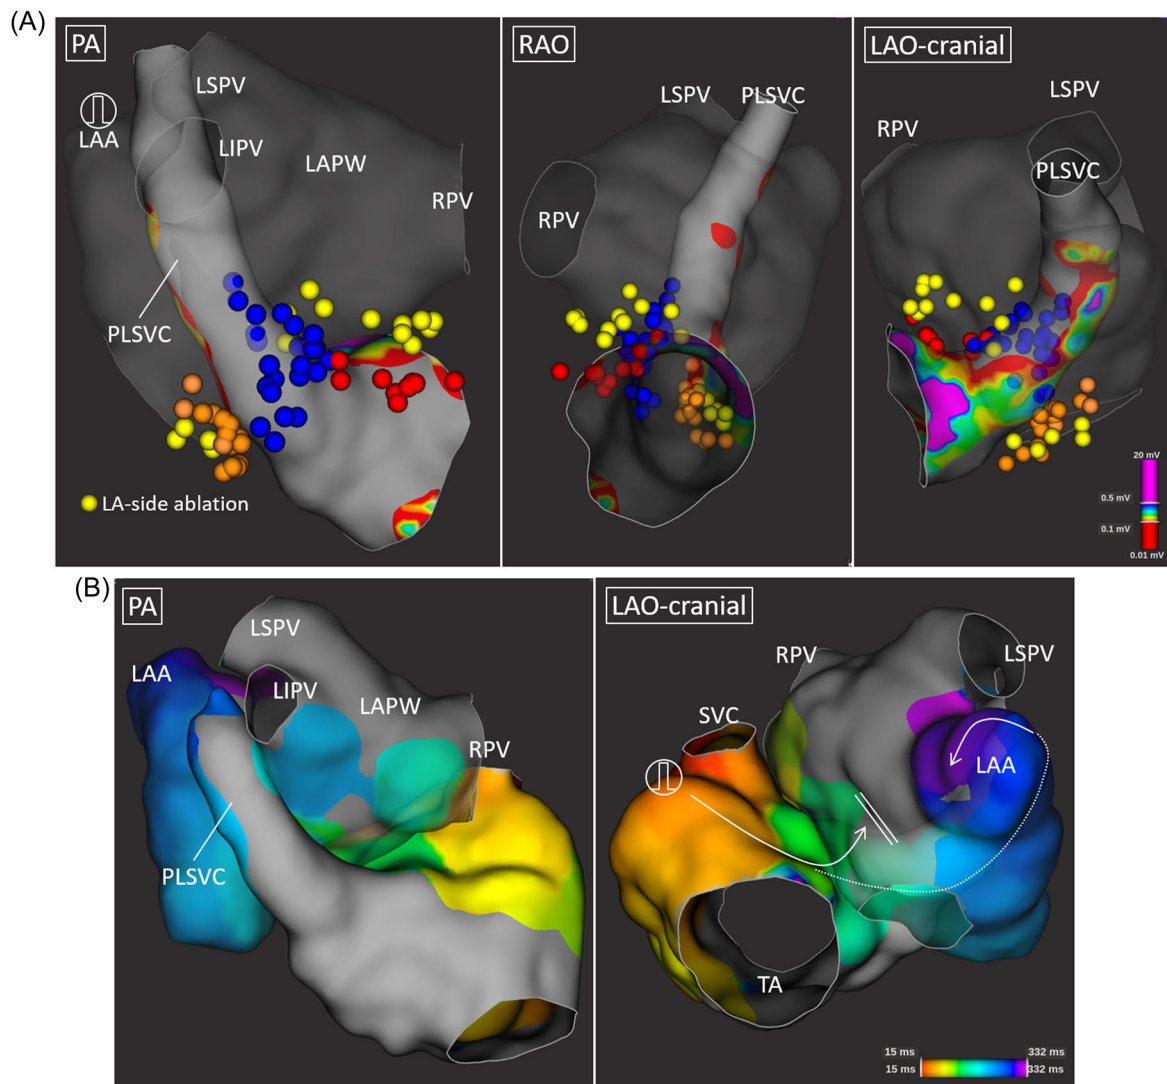 (A)
PA
LSPV
LAA
LIPV
LAPW
RPV
PLSVC
LA-side ablation
RAO
LSPV
PLSVC
RPV
LAO-cranial
LSPV
RPV
PLSVC
20 mV
0.5 mV
0.1 mV
0.01 mV
(B)
PA
LSPV
LAA
LIPV
LAPW
RPV
PLSVC
LAO-cranial
RPV
LSPV
SVC
LAA
TA
15 ms 332 ms
15 ms 332 ms